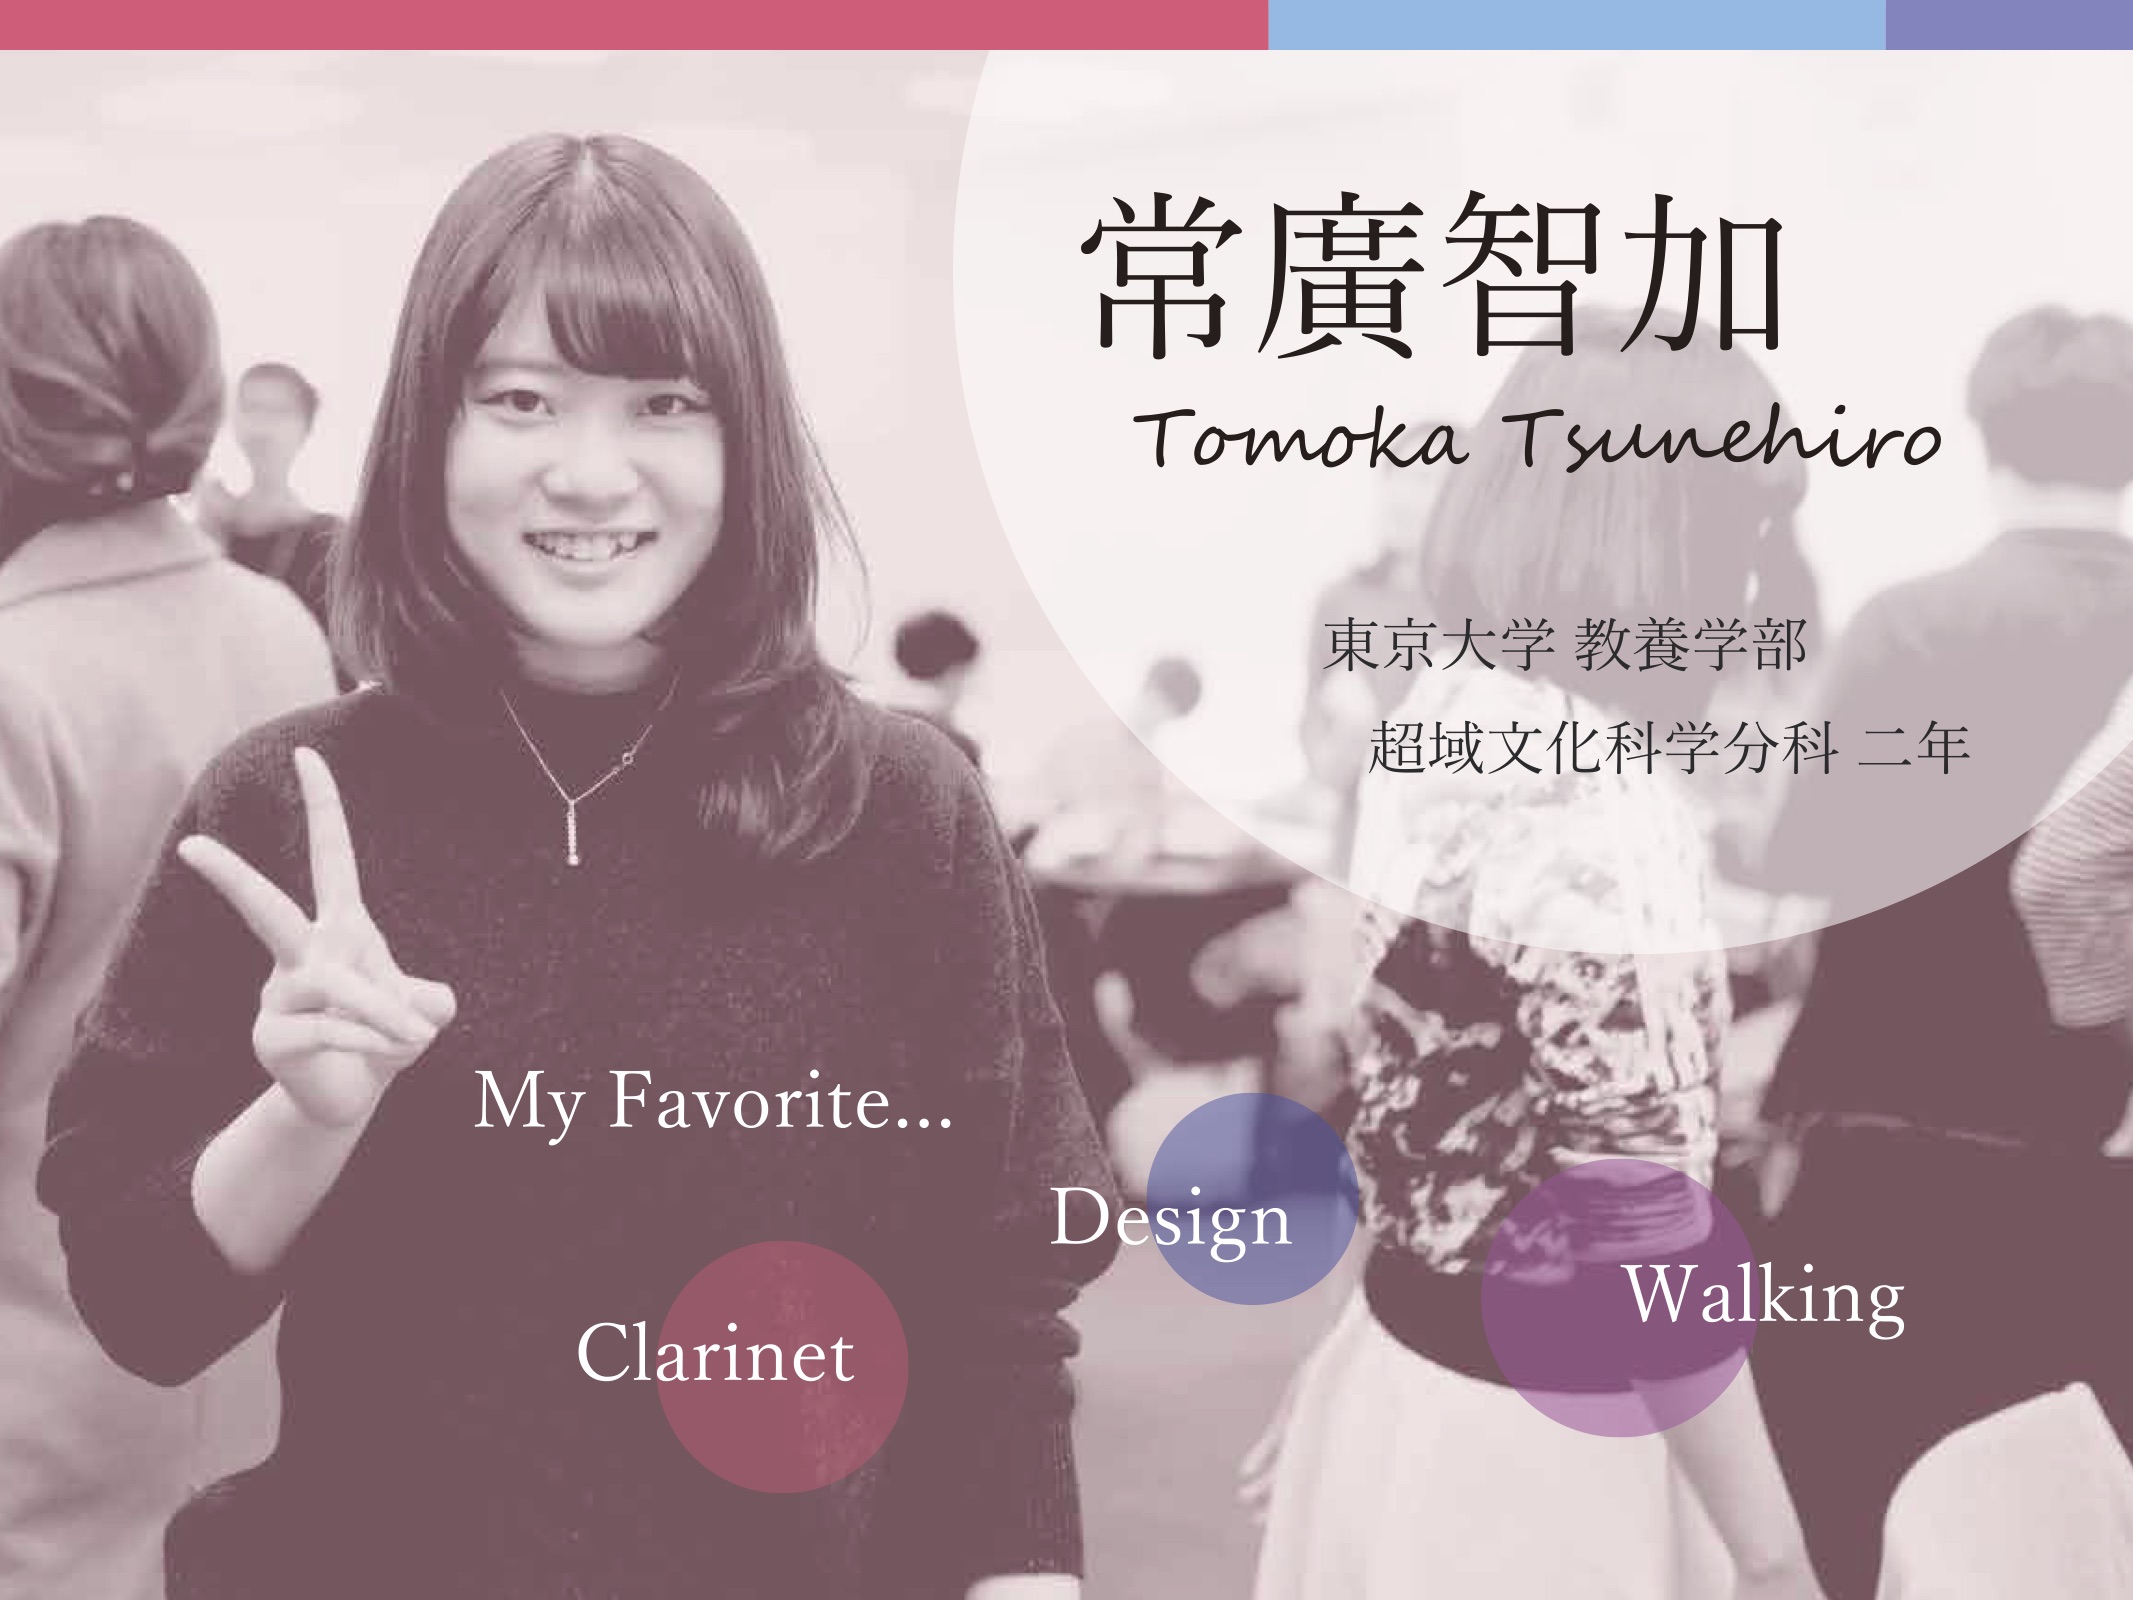 常廣智加
Tomoka Tsunehiro
東京大学 教養学部
超域文化科学分科 二年
My Favorite...
Design
Walking
Clarinet